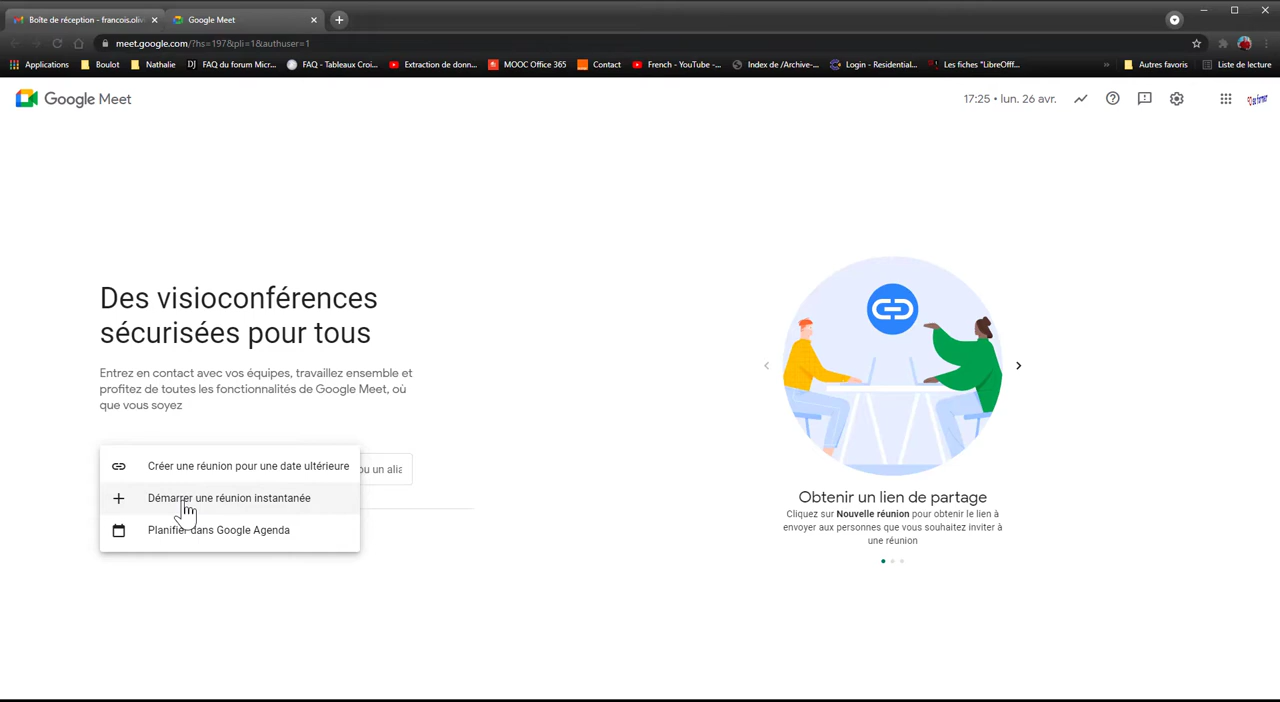 Boîte de réception - francois.oliv
Google Meet
meet.google.com/?hs=197&pli=1&authuser=1
Applications
Boulot
Nathalie
FAQ du forum Micr...
FAQ - Tableaux Croi...
Extraction de donn...
MOOC Office 365
Contact
French - YouTube -...
Index de /Archive-...
Login - Residential...
Les fiches "LibreOfff...
»
Autres favoris
Liste de lecture
Google Meet
17:25 • lun. 26 avr.
Des visioconférences
sécurisées pour tous
Entrez en contact avec vos équipes, travaillez ensemble et
profitez de toutes les fonctionnalités de Google Meet, où
que vous soyez
Créer une réunion pour une date ultérieure
ou un alia
Démarrer une réunion instantanée
Planifier dans Google Agenda
Obtenir un lien de partage
Cliquez sur Nouvelle réunion pour obtenir le lien à
envoyer aux personnes que vous souhaitez inviter à
une réunion